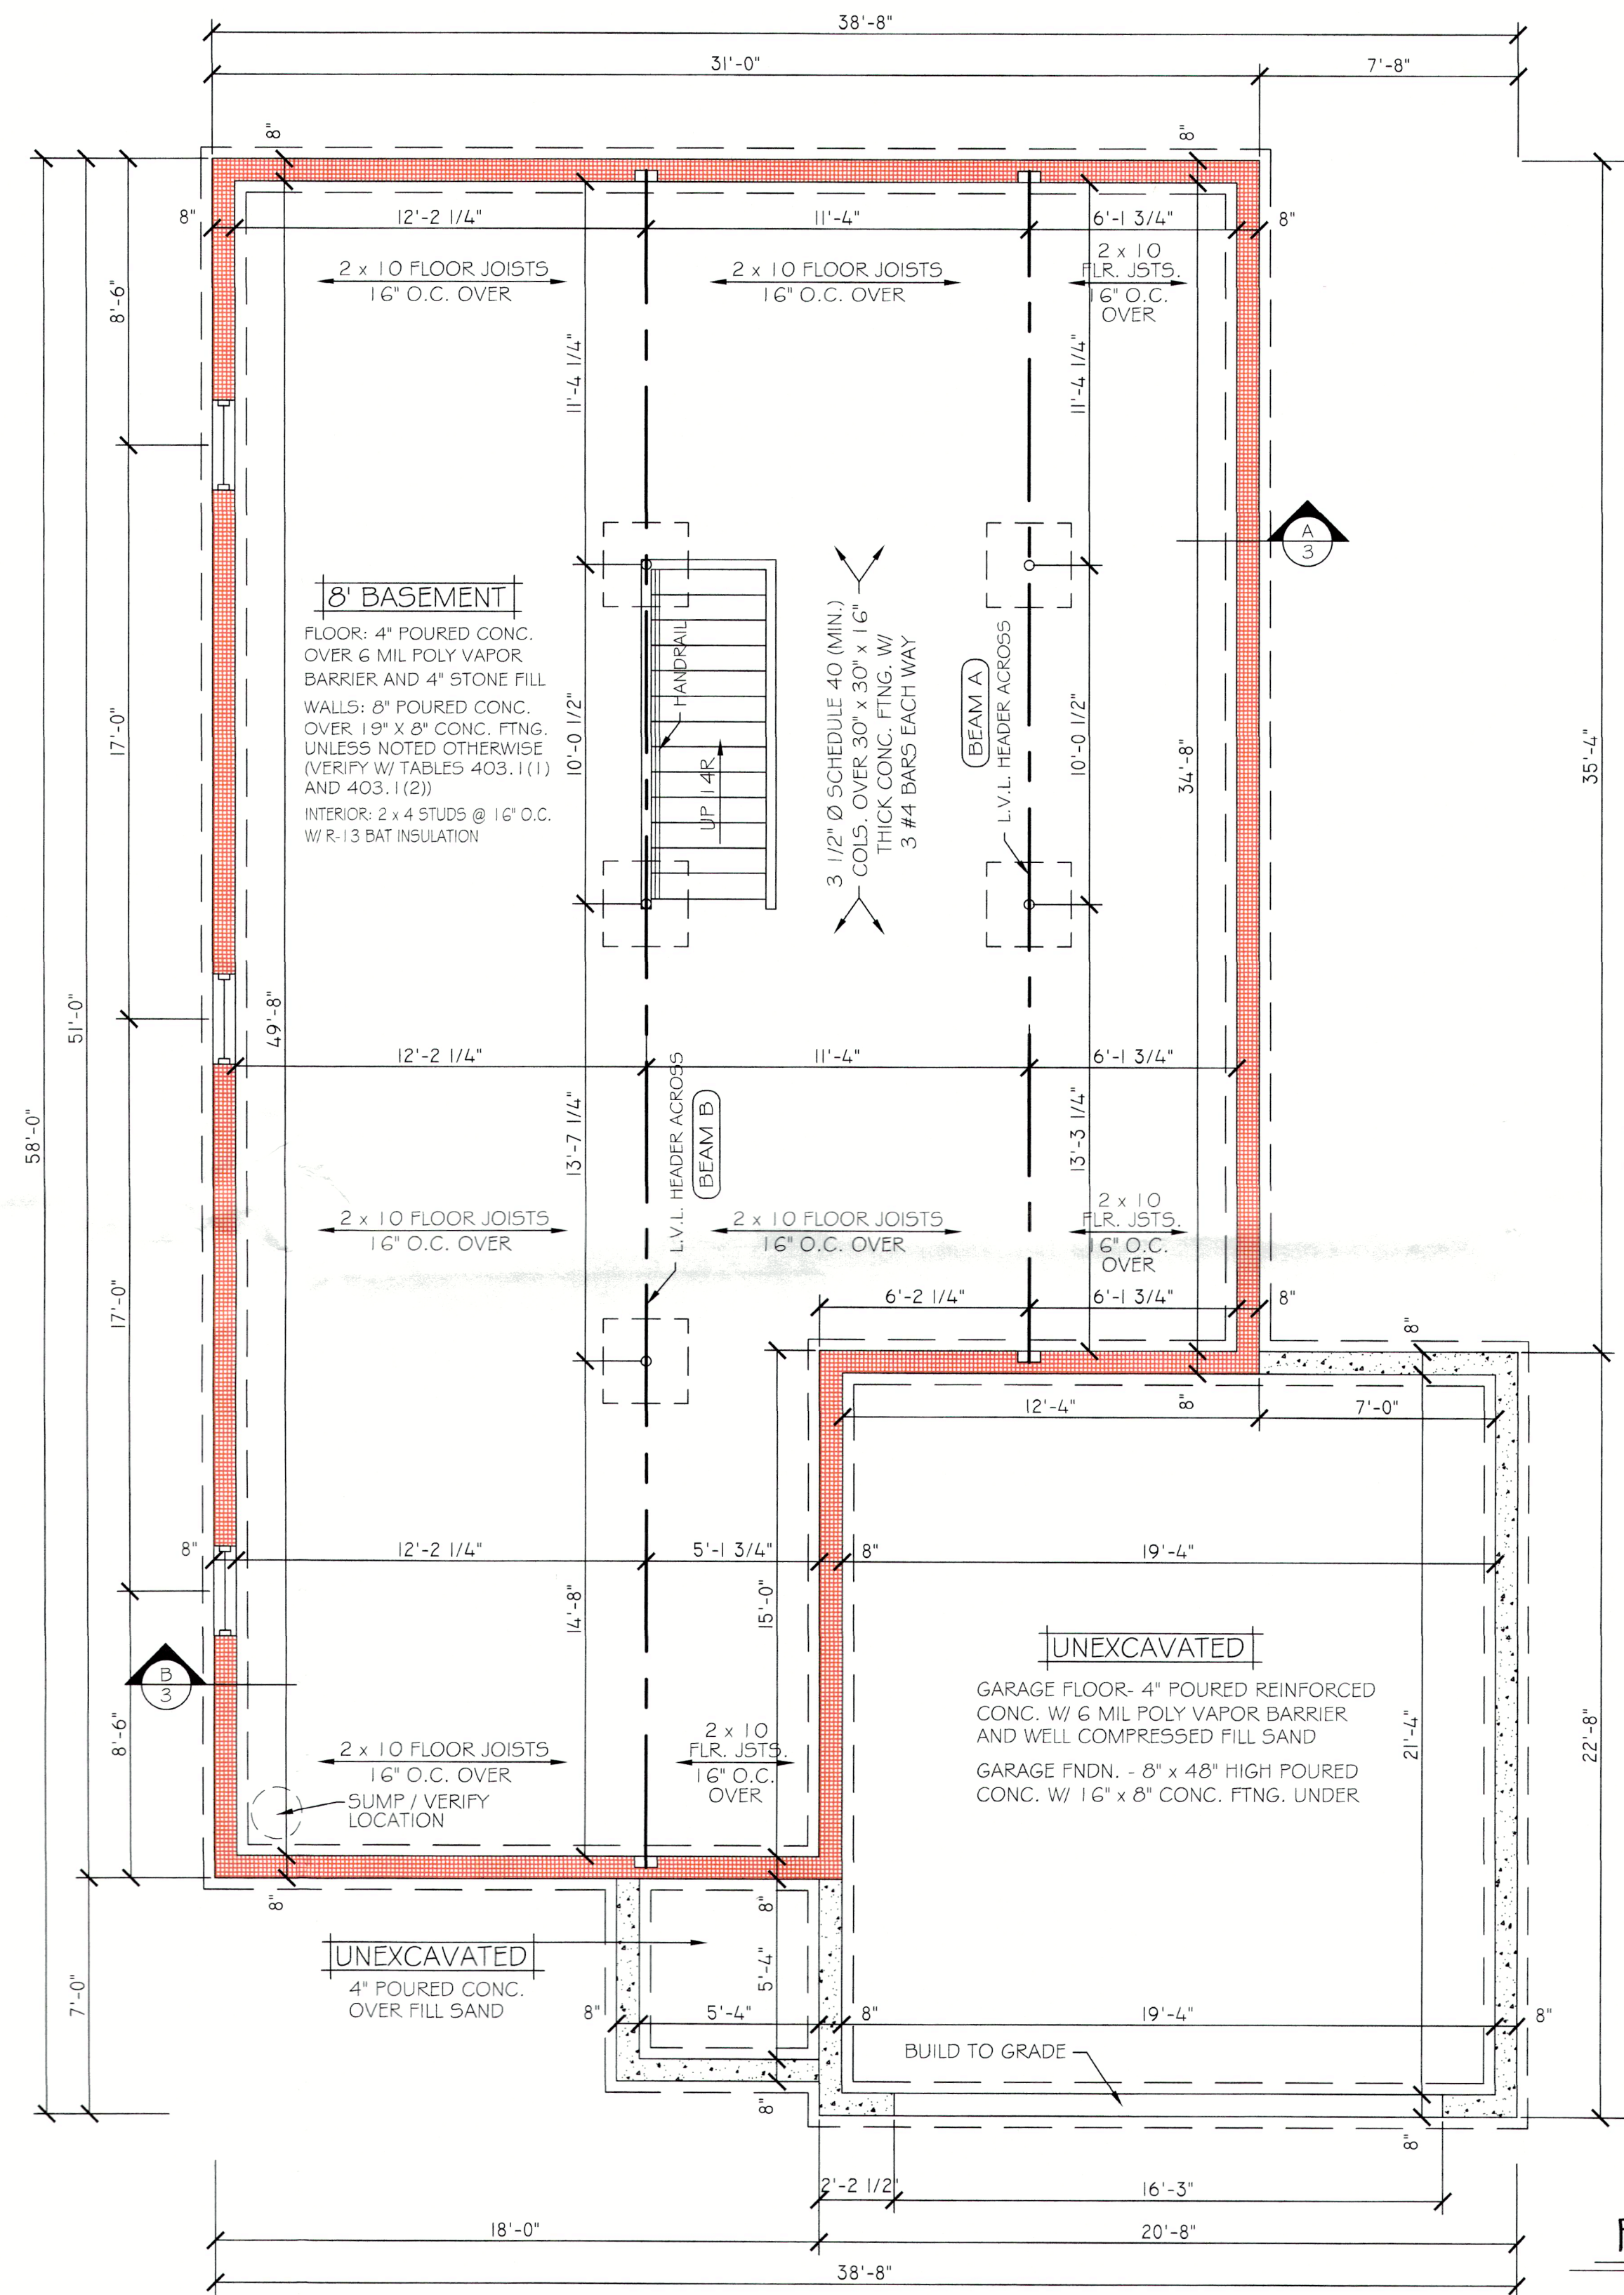 38'-8"
31'-0"
7'-8"
8"
8"
8"
12'-2 1/4"
11'-4"
6'-1 3/4"
8"
2 x 10 FLOOR JOISTS
16" O.C. OVER
2 x 10 FLOOR JOISTS
16" O.C. OVER
2 x 10
FLR. JSTS.
16" O.C.
OVER
8'-6"
11'-4 1/4"
11'-4 1/4"
A
3
8' BASEMENT
FLOOR: 4" POURED CONC.
OVER 6 MIL POLY VAPOR
BARRIER AND 4" STONE FILL
WALLS: 8" POURED CONC.
OVER 19" X 8" CONC. FTNG.
UNLESS NOTED OTHERWISE
(VERIFY W/ TABLES 403.1(1)
AND 403.1(2))
INTERIOR: 2 x 4 STUDS @ 16" O.C.
W/ R-13 BAT INSULATION
17'-0"
10'-0 1/2"
HANDRAIL
UP 14R
3 1/2" Ø SCHEDULE 40 (MIN.)
COLS. OVER 30" x 30" x 16"
THICK CONC. FTNG. W/
3 #4 BARS EACH WAY
BEAM A
L.V.L. HEADER ACROSS
10'-0 1/2"
34'-8"
35'-4"
58'-0"
51'-0"
49'-8"
12'-2 1/4"
11'-4"
6'-1 3/4"
13'-7 1/4"
L.V.L. HEADER ACROSS
BEAM B
13'-3 1/4"
2 x 10 FLOOR JOISTS
16" O.C. OVER
2 x 10 FLOOR JOISTS
16" O.C. OVER
2 x 10
FLR. JSTS.
16" O.C.
OVER
17'-0"
6'-2 1/4"
6'-1 3/4"
8"
8"
12'-4"
8"
7'-0"
8"
12'-2 1/4"
5'-1 3/4"
8"
19'-4"
14'-8"
15'-0"
B
3
8'-6"
UNEXCAVATED
GARAGE FLOOR- 4" POURED REINFORCED
CONC. W/ 6 MIL POLY VAPOR BARRIER
AND WELL COMPRESSED FILL SAND
GARAGE FNDN. - 8" x 48" HIGH POURED
CONC. W/ 16" x 8" CONC. FTNG. UNDER
21'-4"
22'-8"
2 x 10 FLOOR JOISTS
16" O.C. OVER
2 x 10
FLR. JSTS.
16" O.C.
OVER
SUMP / VERIFY
LOCATION
8"
8"
UNEXCAVATED
4" POURED CONC.
OVER FILL SAND
7'-0"
5'-4"
8"
5'-4"
8"
19'-4"
8"
BUILD TO GRADE
8"
8"
2'-2 1/2"
16'-3"
18'-0"
20'-8"
38'-8"